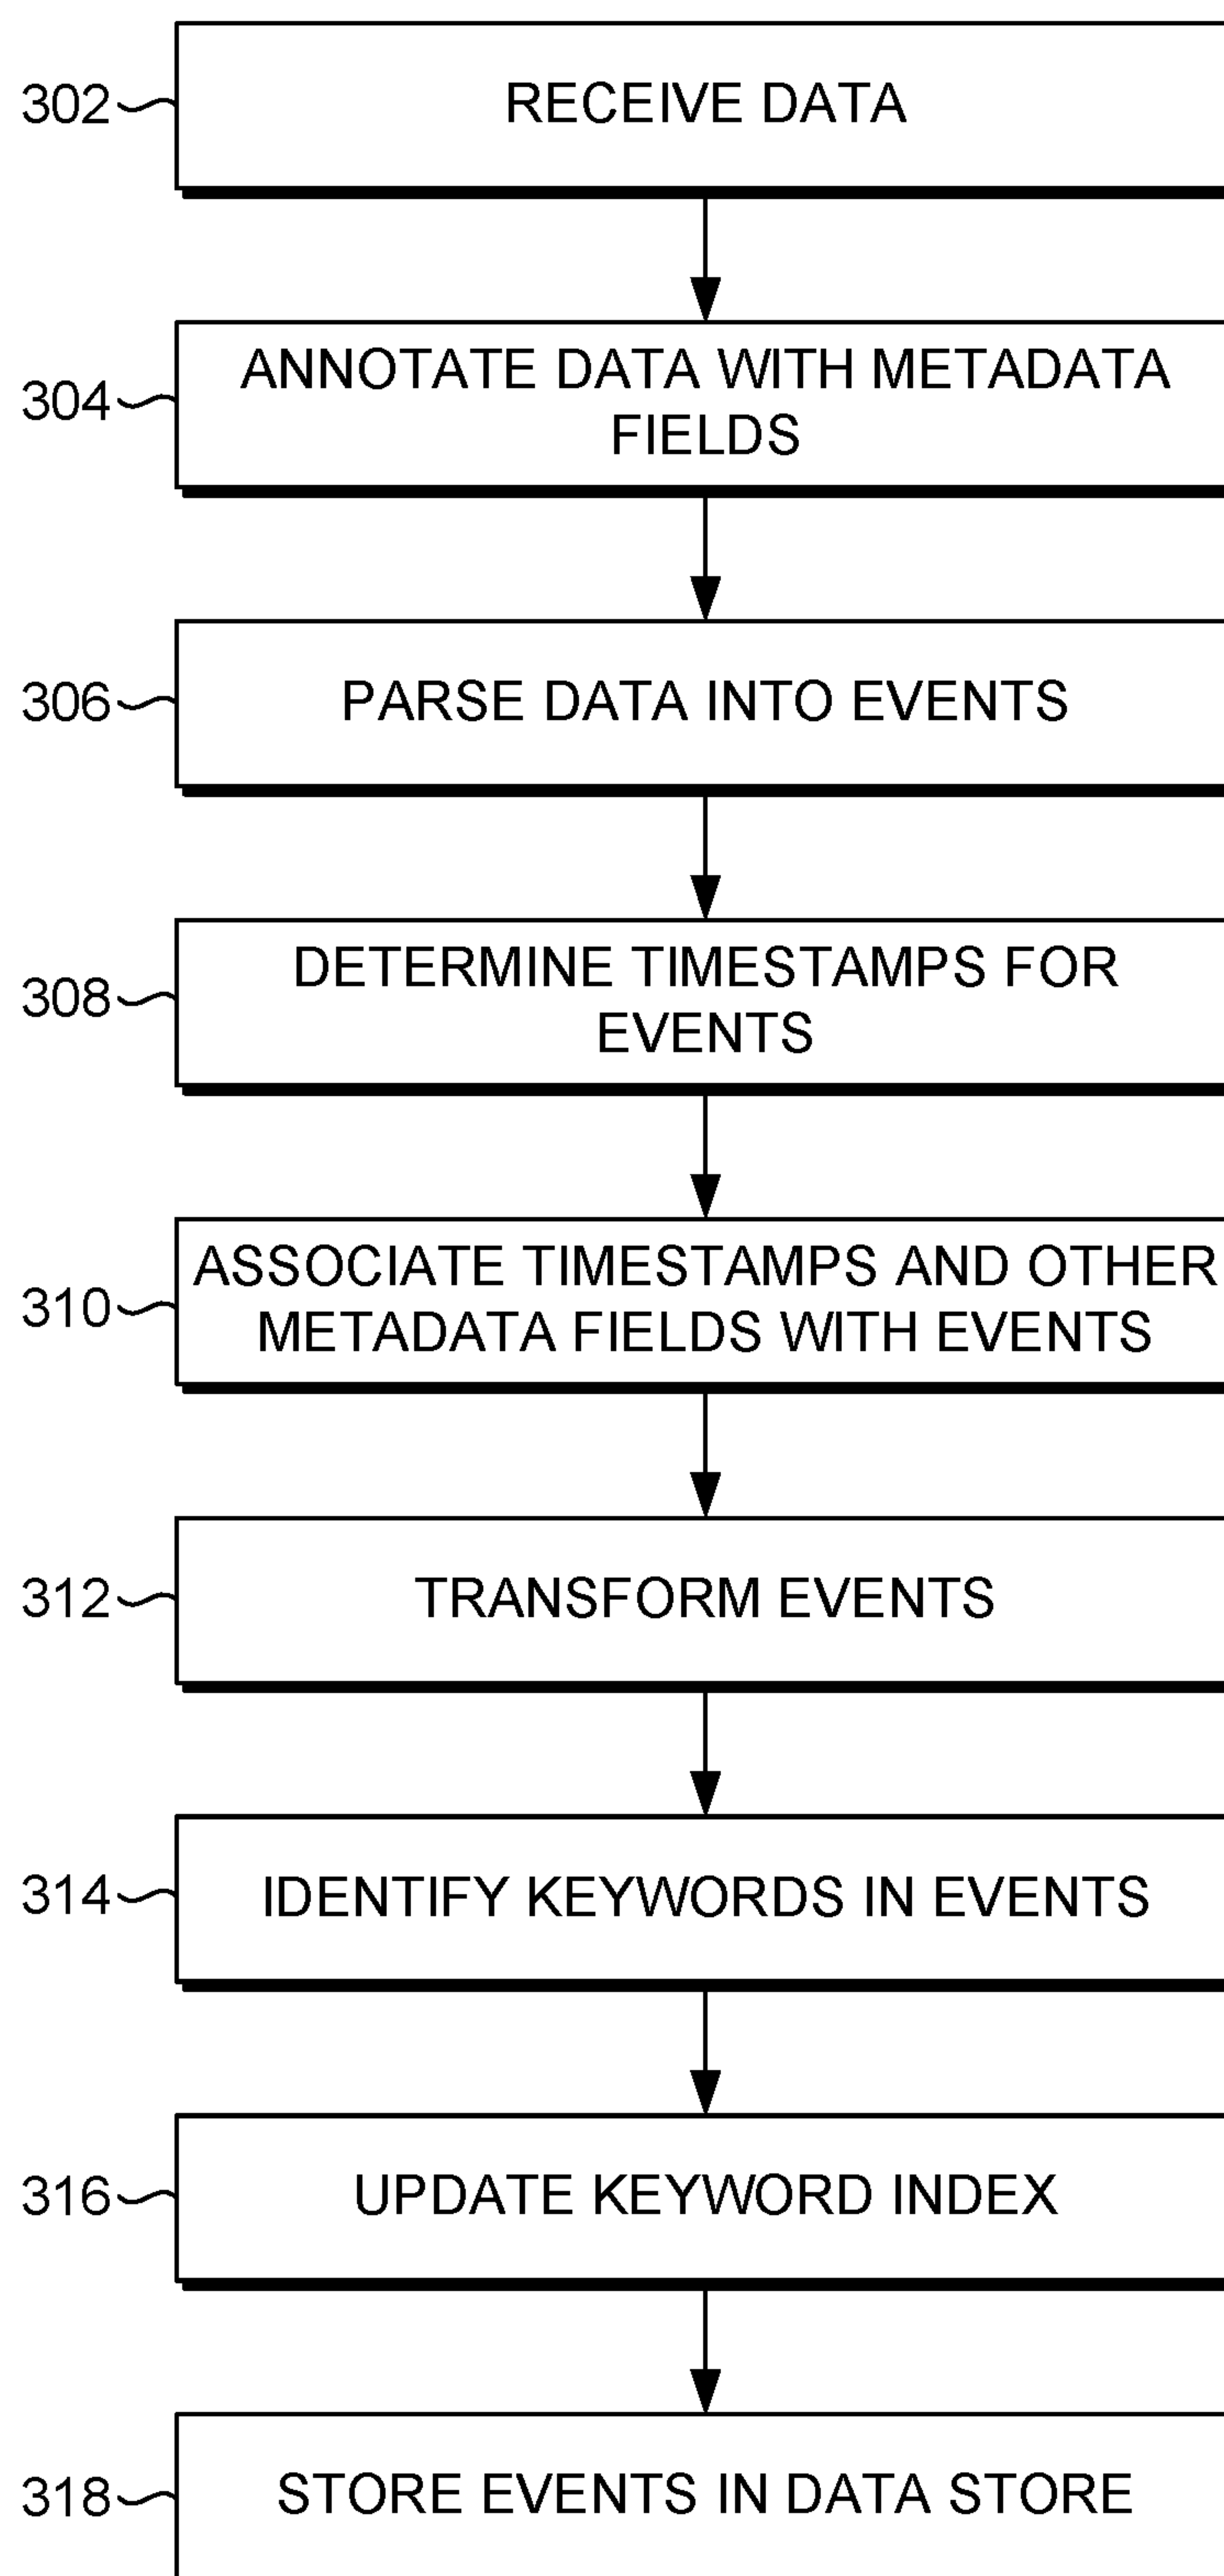 302
RECEIVE DATA
304
ANNOTATE DATA WITH METADATA
FIELDS
306
PARSE DATA INTO EVENTS
308
DETERMINE TIMESTAMPS FOR
EVENTS
310
ASSOCIATE TIMESTAMPS AND OTHER
METADATA FIELDS WITH EVENTS
312
TRANSFORM EVENTS
314
IDENTIFY KEYWORDS IN EVENTS
316
UPDATE KEYWORD INDEX
318
STORE EVENTS IN DATA STORE